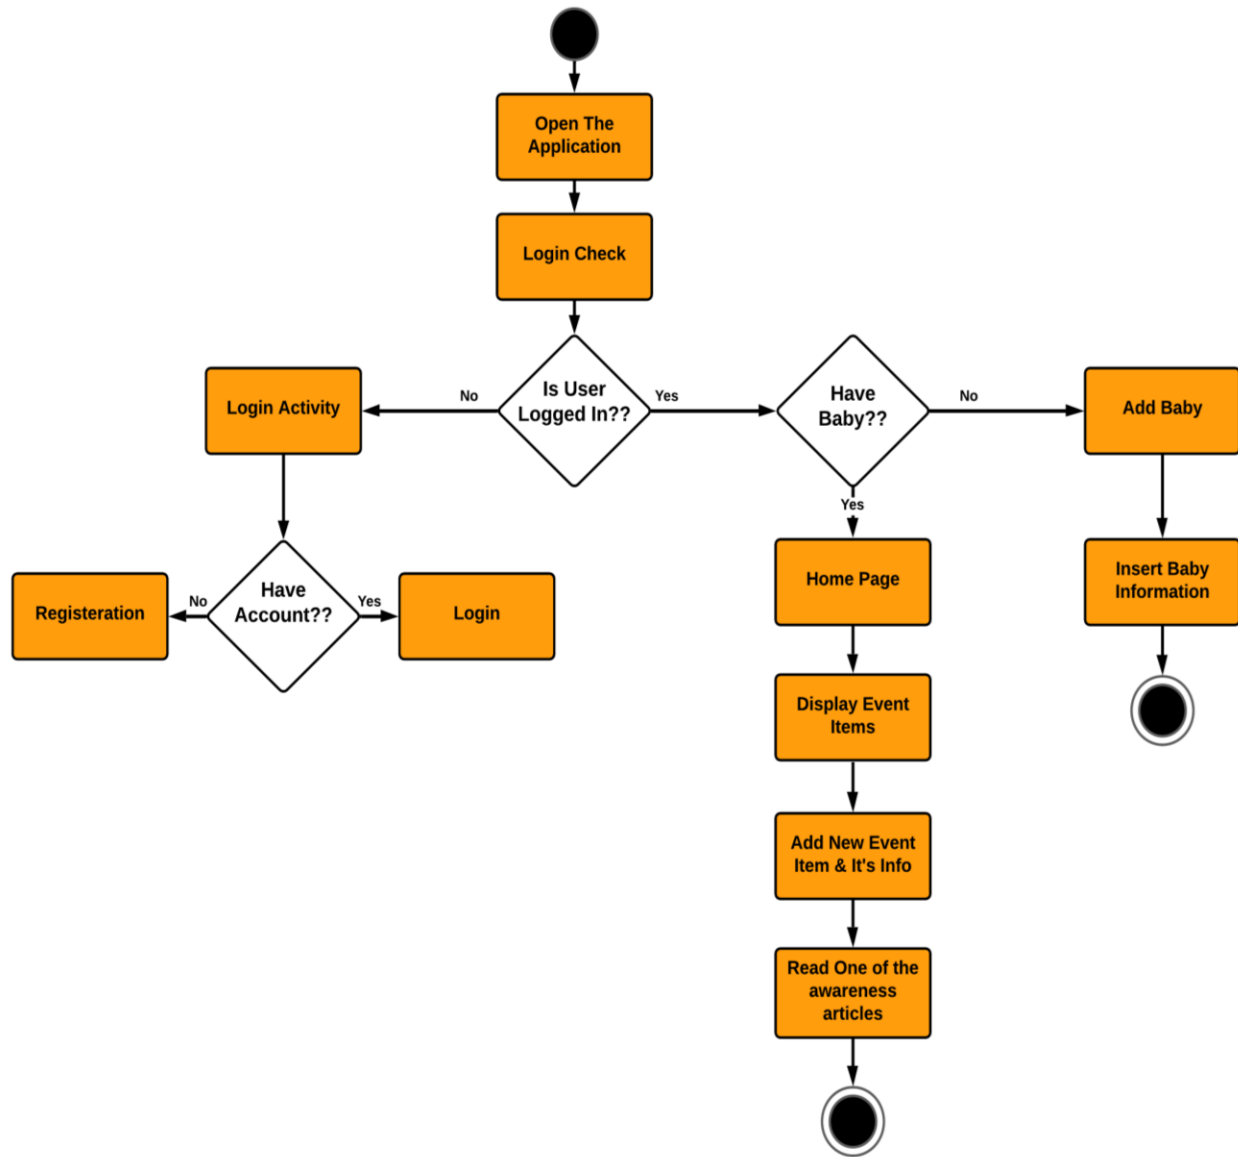 Open The
Application
Login Check
Is User
Logged In??
No
Yes
Login Activity
Have
Baby??
No
Add Baby
Yes
Have
Account??
No
Yes
Registeration
Login
Home Page
Insert Baby
Information
Display Event
Items
Add New Event
Item & It's Info
Read One of the
awareness
articles